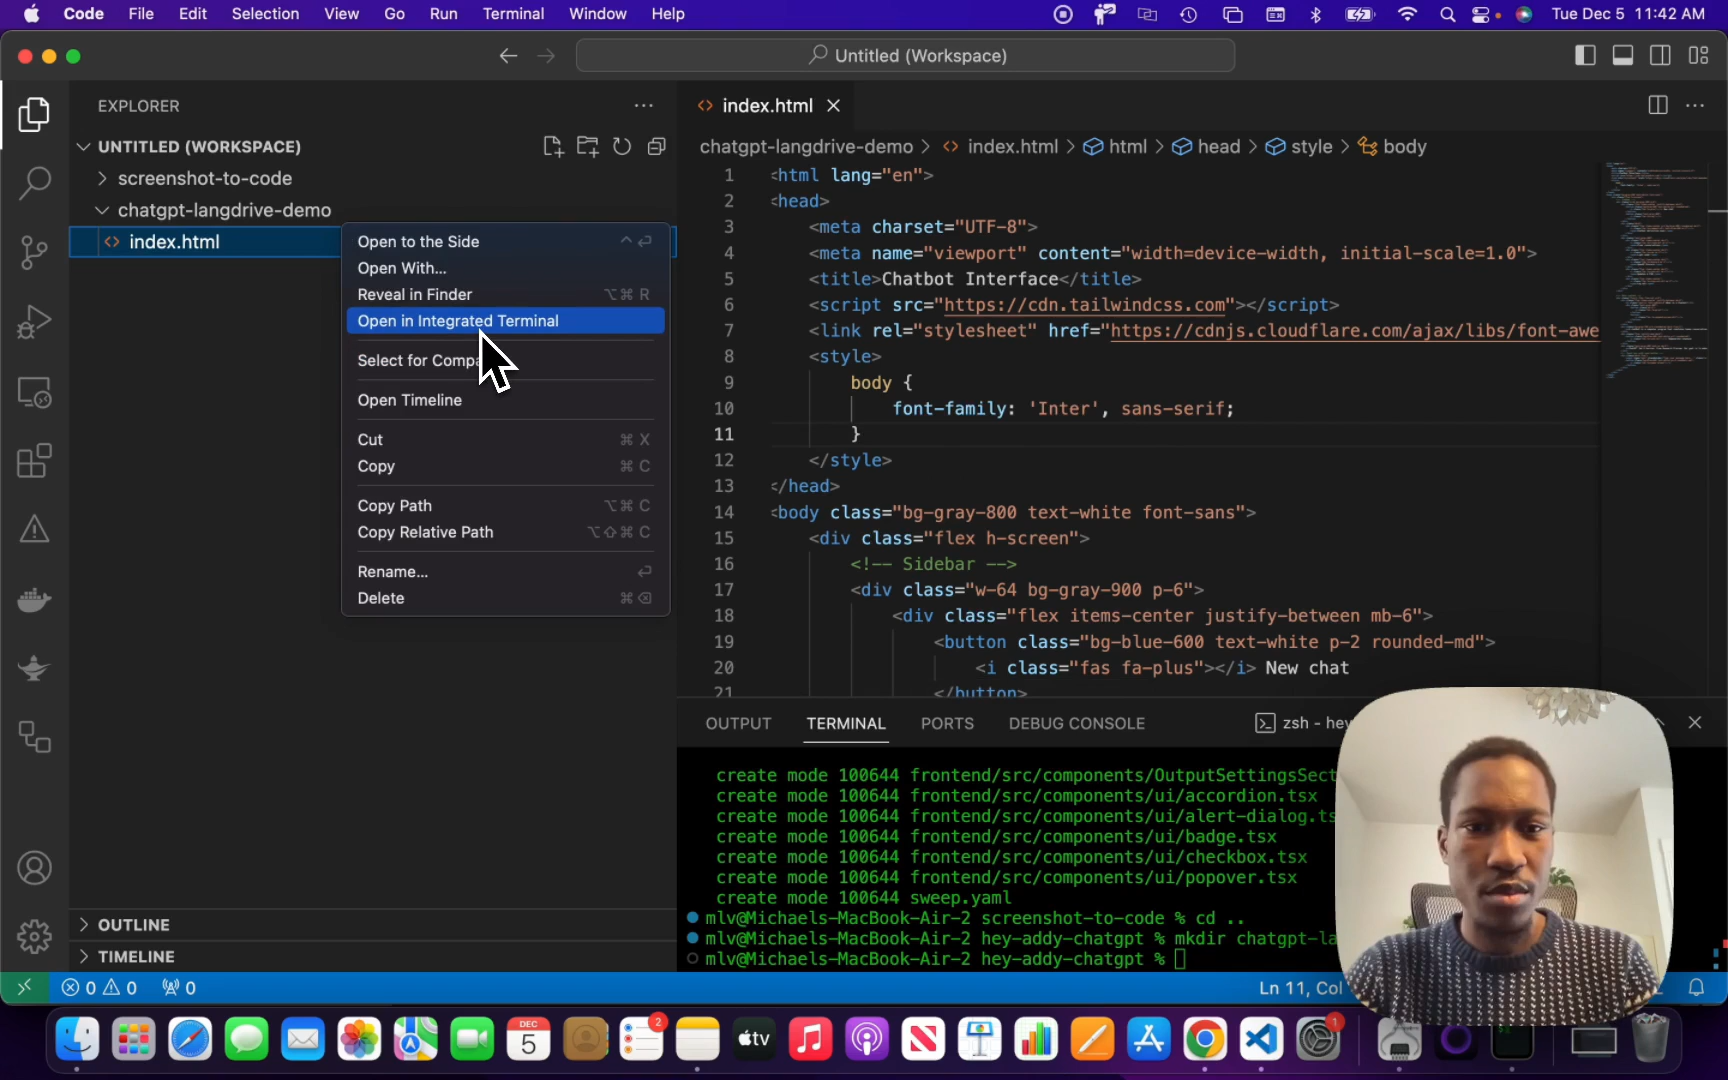 Code File Edit Selection View Go Run Terminal Window Help Tue Dec 5 11:42 AM
Untitled (Workspace)
EXPLORER
UNTITLED (WORKSPACE)
screenshot-to-code
chatgpt-langdrive-demo
<> index.html
Open to the Side ⌃ ⏎
Open With...
Reveal in Finder ⌥⌘ R
Open in Integrated Terminal
Select for Compa
Open Timeline
Cut ⌘ X
Copy ⌘ C
Copy Path ⌥⌘ C
Copy Relative Path ⌥⇧⌘ C
Rename... ⏎
Delete ⌘ ⌫
OUTLINE
TIMELINE
<> index.html
chatgpt-langdrive-demo > <> index.html > html > head > style > body
1 <html lang="en">
2 <head>
3 <meta charset="UTF-8">
4 <meta name="viewport" content="width=device-width, initial-scale=1.0">
5 <title>Chatbot Interface</title>
6 <script src="https://cdn.tailwindcss.com"></script>
7 <link rel="stylesheet" href="https://cdnjs.cloudflare.com/ajax/libs/font-awe
8 <style>
9 body {
10 font-family: 'Inter', sans-serif;
11 }
12 </style>
13 </head>
14 <body class="bg-gray-800 text-white font-sans">
15 <div class="flex h-screen">
16 <!-- Sidebar -->
17 <div class="w-64 bg-gray-900 p-6">
18 <div class="flex items-center justify-between mb-6">
19 <button class="bg-blue-600 text-white p-2 rounded-md">
20 <i class="fas fa-plus"></i> New chat
21 </button>
OUTPUT TERMINAL PORTS DEBUG CONSOLE zsh - hey
create mode 100644 frontend/src/components/OutputSettingsSect
create mode 100644 frontend/src/components/ui/accordion.tsx
create mode 100644 frontend/src/components/ui/alert-dialog.ts
create mode 100644 frontend/src/components/ui/badge.tsx
create mode 100644 frontend/src/components/ui/checkbox.tsx
create mode 100644 frontend/src/components/ui/popover.tsx
create mode 100644 sweep.yaml
mlv@Michaels-MacBook-Air-2 screenshot-to-code % cd ..
mlv@Michaels-MacBook-Air-2 hey-addy-chatgpt % mkdir chatgpt-la
mlv@Michaels-MacBook-Air-2 hey-addy-chatgpt %
0 0 0 Ln 11, Col
DEC
5
2
tv
1